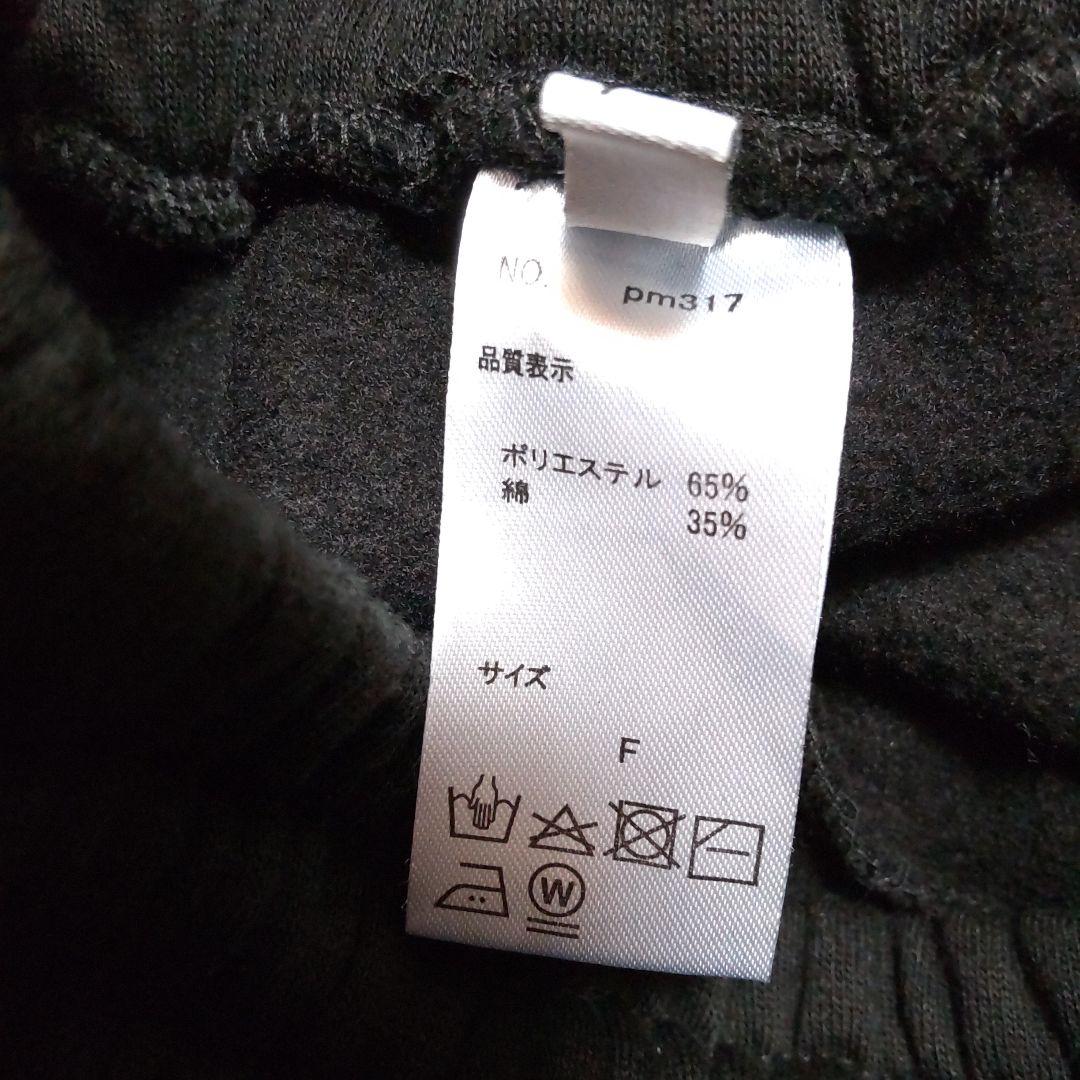 NO. pm317
品質表示
ポリエステル 65%
綿 35%
サイズ
F
W